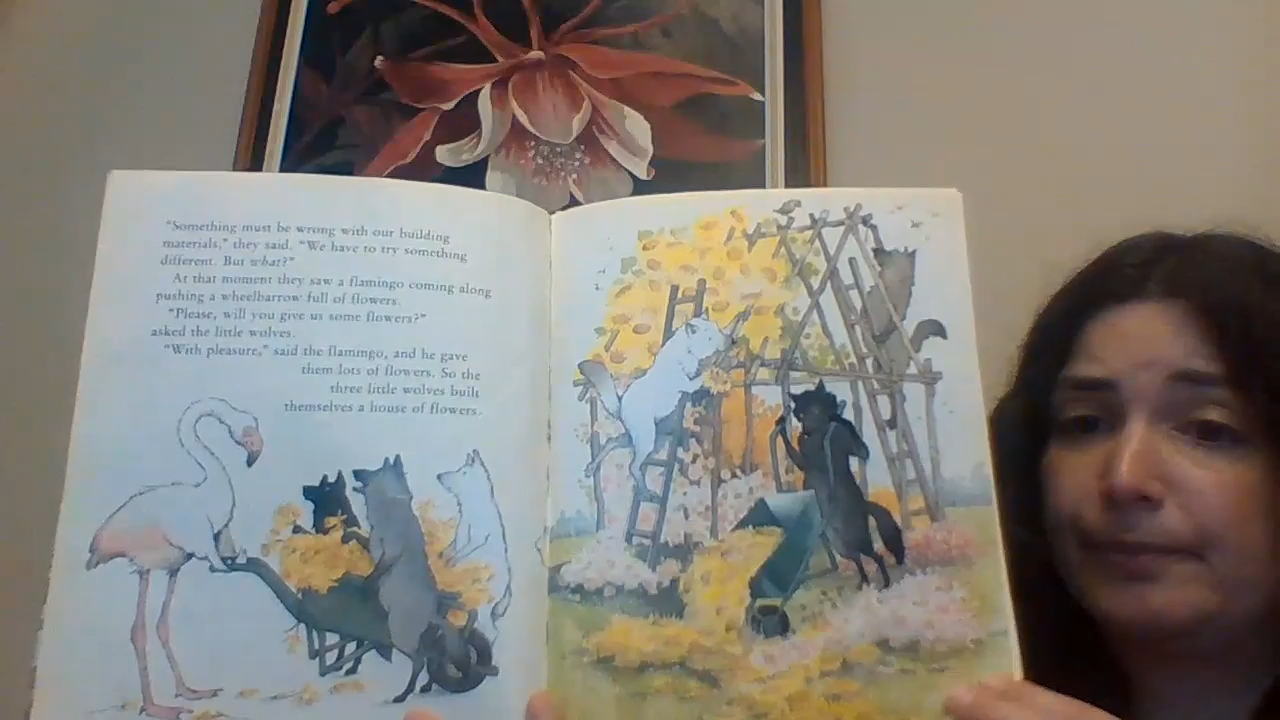 "Something must be wrong with our building
materials," they said. "We have to try something
different. But what?"
At that moment they saw a flamingo coming along
pushing a wheelbarrow full of flowers.
"Please, will you give us some flowers?"
asked the little wolves.
"With pleasure," said the flamingo, and he gave
them lots of flowers. So the
three little wolves built
themselves a house of flowers.